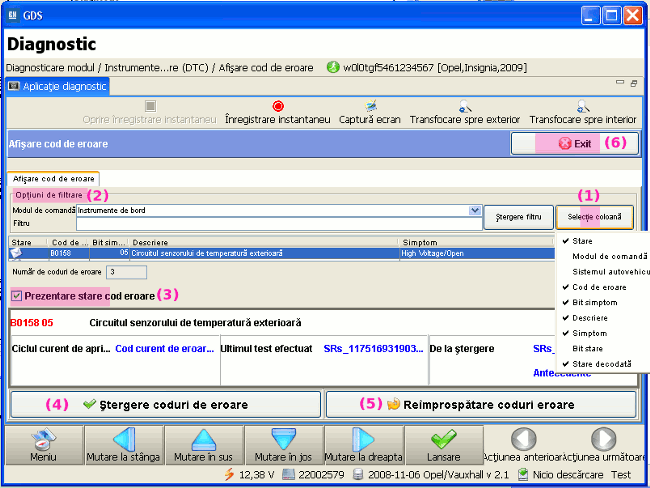 GDS
Diagnostic
Diagnosticare modul / Instrumente...re (DTC) / Afişare cod de eroare w0l0tgf5461234567 [Opel,Insignia,2009]
Aplicaţie diagnostic
Oprire înregistrare instantaneu Înregistrare instantaneu Captură ecran Transfocare spre exterior Transfocare spre interior
Afişare cod de eroare Exit (6)
Afişare cod de eroare
Opţiuni de filtrare (2) (1)
Modul de comandă Instrumente de bord
Filtru Ştergere filtru Selecţie coloană
Stare Cod de ... Bit sim... Descriere Simptom
B0158 05 Circuitul senzorului de temperatură exterioară High Voltage/Open
Număr de coduri de eroare 3
Prezentare stare cod eroare (3)
Stare
Modul de comandă
Sistemul autovehicu
Cod de eroare
Bit simptom
Descriere
Simptom
Bit stare
Stare decodată
B0158 05 Circuitul senzorului de temperatură exterioară
Ciclul curent de apri... Cod curent de eroar... Ultimul test efectuat SRs_117516931903... De la ştergere SRs_
Antecedente
(4) Ştergere coduri de eroare (5) Reîmprospătare coduri eroare
Meniu Mutare la stânga Mutare în sus Mutare în jos Mutare la dreapta Lansare Acţiunea anterioară Acţiunea următoare
12,38 V 22002579 2008-11-06 Opel/Vauxhall v 2.1 Nicio descărcare Test